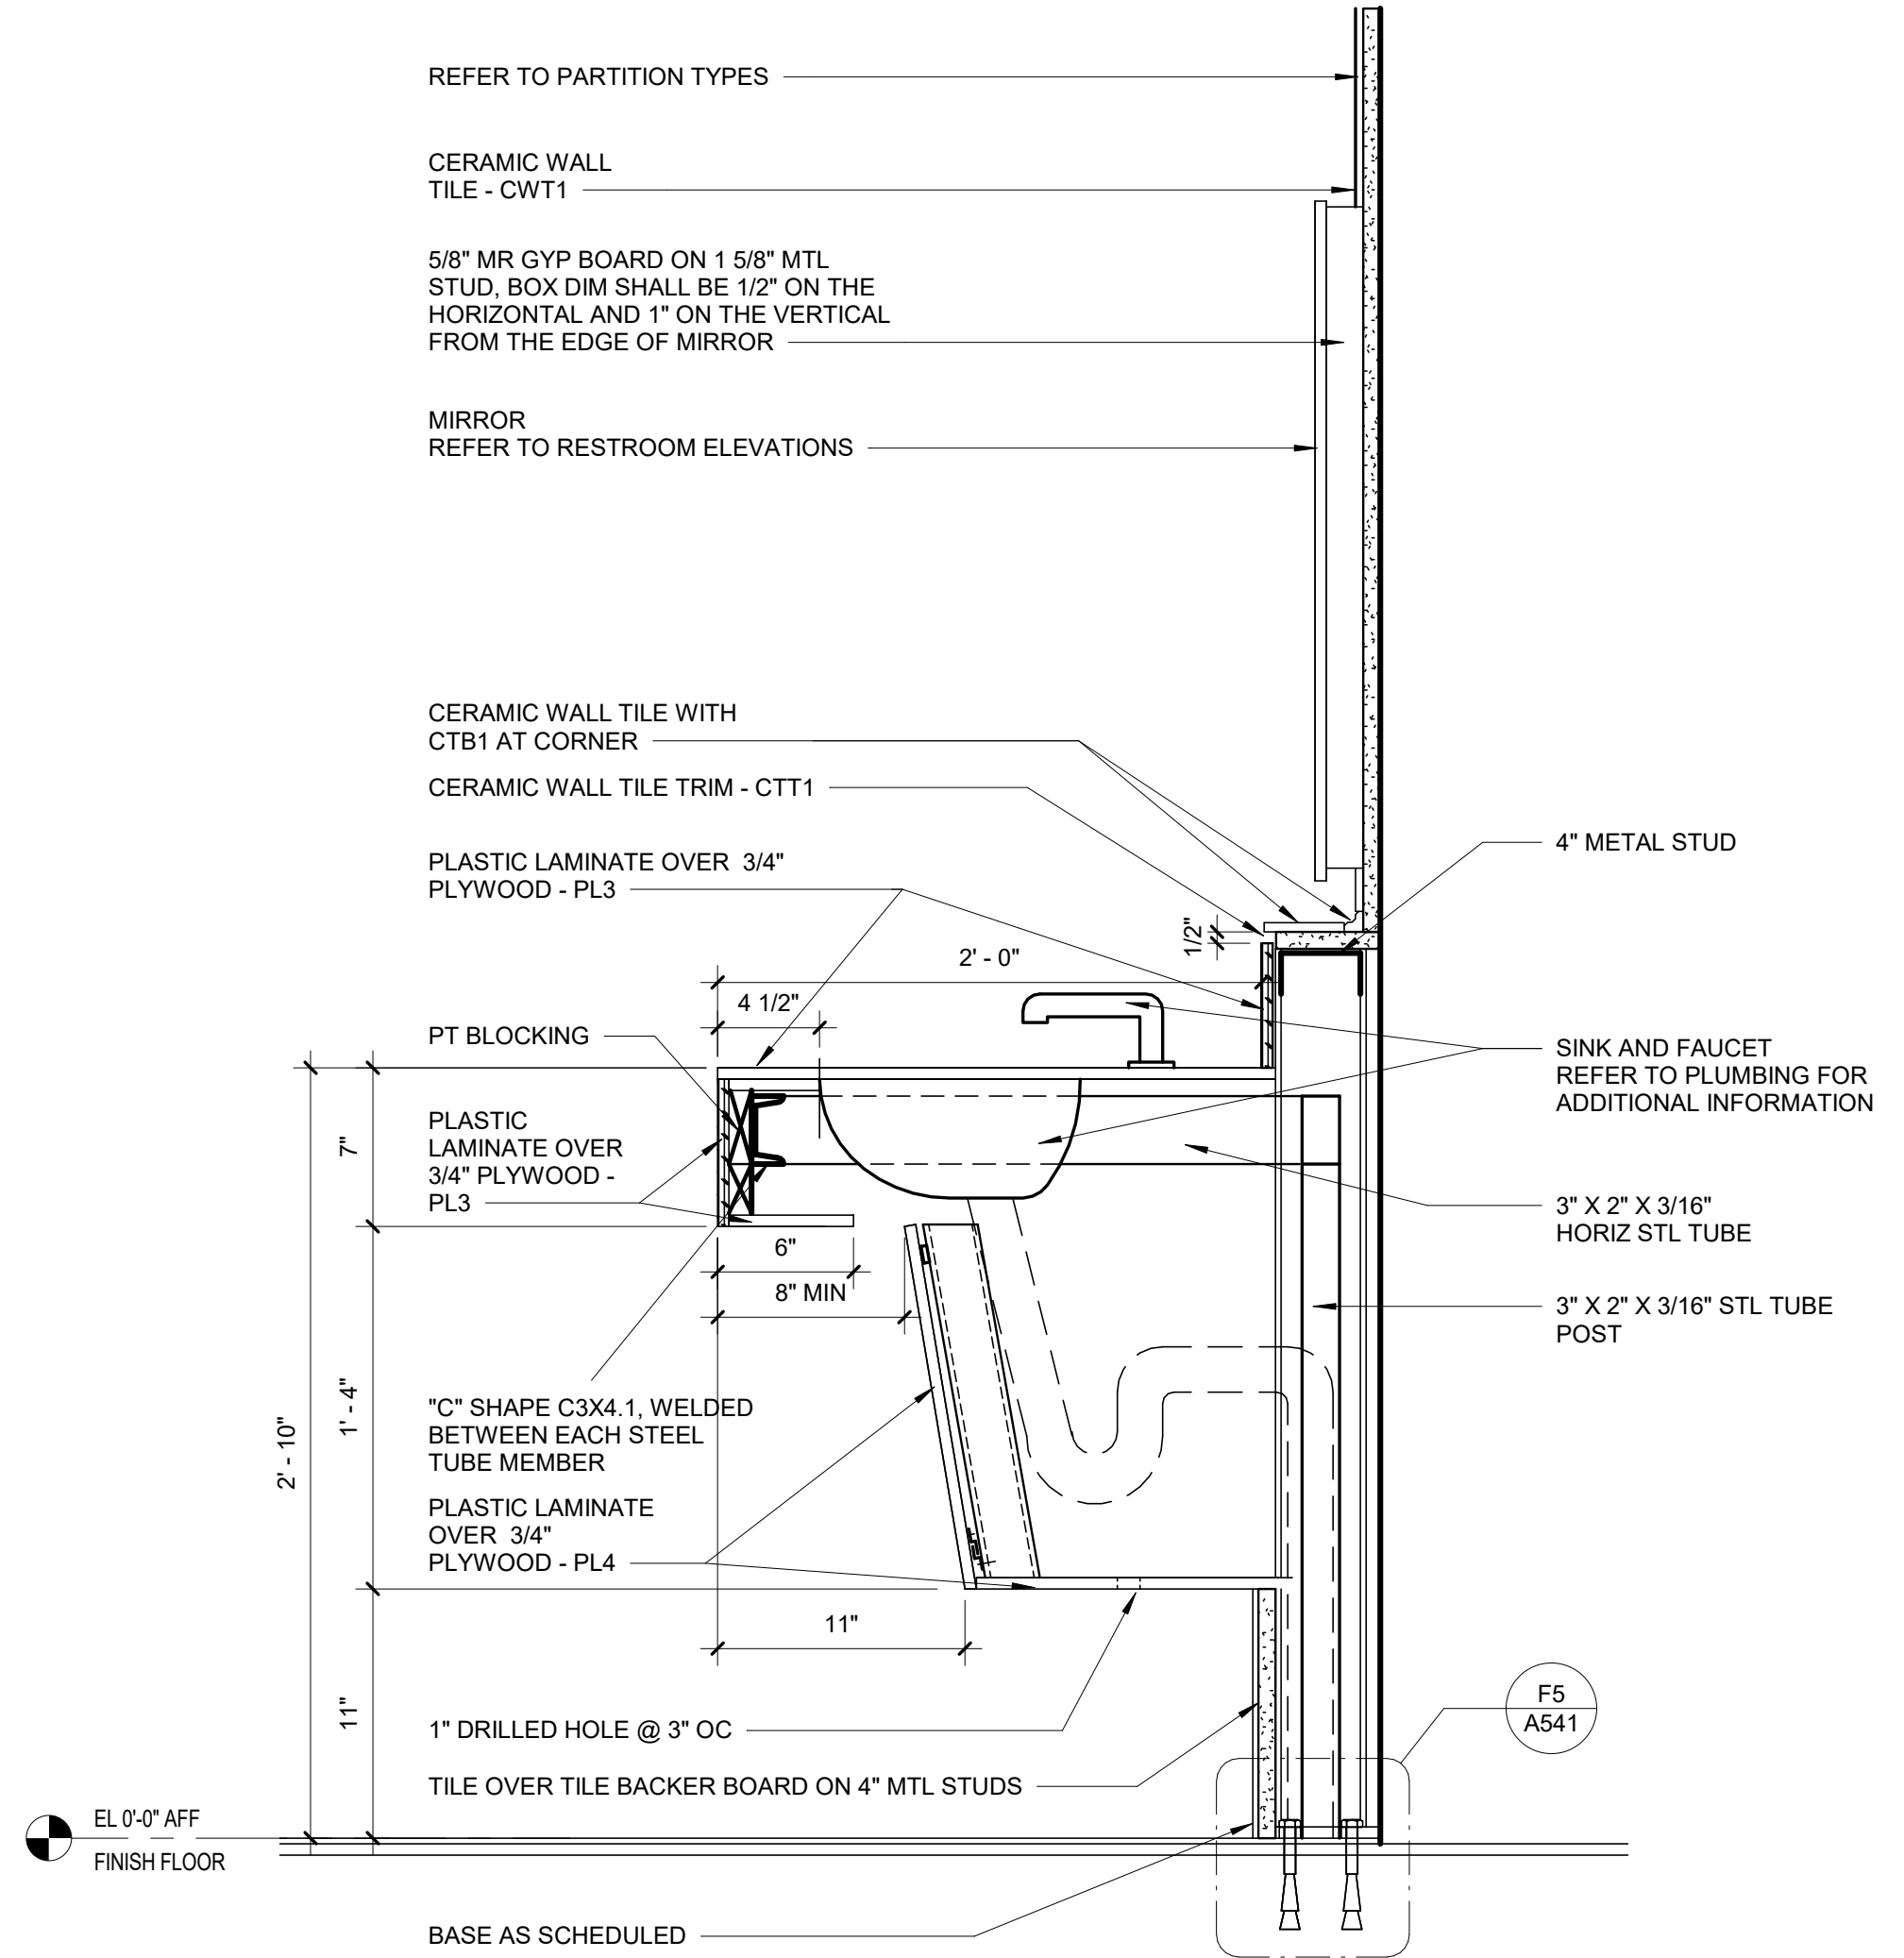 REFER TO PARTITION TYPES
CERAMIC WALL
TILE - CWT1
5/8" MR GYP BOARD ON 1 5/8" MTL
STUD, BOX DIM SHALL BE 1/2" ON THE
HORIZONTAL AND 1" ON THE VERTICAL
FROM THE EDGE OF MIRROR
MIRROR
REFER TO RESTROOM ELEVATIONS
CERAMIC WALL TILE WITH
CTB1 AT CORNER
CERAMIC WALL TILE TRIM - CTT1
PLASTIC LAMINATE OVER 3/4"
PLYWOOD - PL3
4" METAL STUD
1/2"
2' - 0"
4 1/2"
PT BLOCKING
SINK AND FAUCET
REFER TO PLUMBING FOR
ADDITIONAL INFORMATION
PLASTIC
LAMINATE OVER
3/4" PLYWOOD -
PL3
7"
3" X 2" X 3/16"
HORIZ STL TUBE
6"
8" MIN
3" X 2" X 3/16" STL TUBE
POST
"C" SHAPE C3X4.1, WELDED
BETWEEN EACH STEEL
TUBE MEMBER
1' - 4"
2' - 10"
PLASTIC LAMINATE
OVER 3/4"
PLYWOOD - PL4
11"
11"
1" DRILLED HOLE @ 3" OC
F5
A541
TILE OVER TILE BACKER BOARD ON 4" MTL STUDS
EL 0'-0" AFF
FINISH FLOOR
BASE AS SCHEDULED